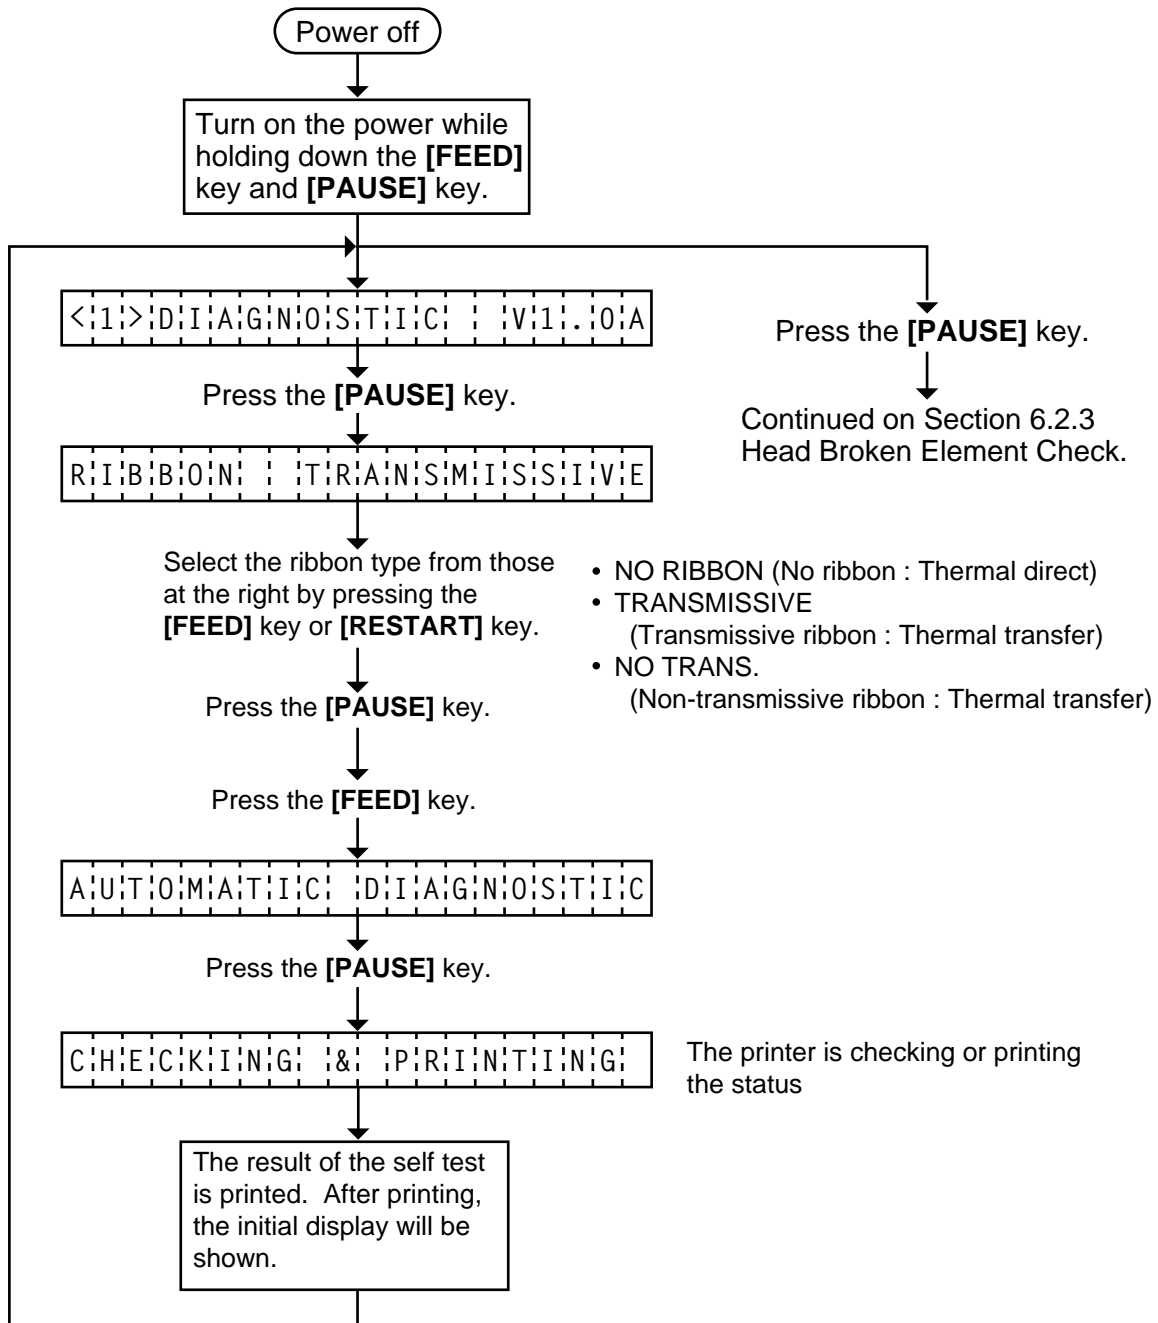 Power off
Turn on the power while
holding down the [FEED]
key and [PAUSE] key.
<1>DIAGNOSTIC  V1.0A
Press the [PAUSE] key.
Press the [PAUSE] key.
Continued on Section 6.2.3
Head Broken Element Check.
RIBBON  TRANSMISSIVE
Select the ribbon type from those
at the right by pressing the
[FEED] key or [RESTART] key.
• NO RIBBON (No ribbon : Thermal direct)
• TRANSMISSIVE
(Transmissive ribbon : Thermal transfer)
• NO TRANS.
(Non-transmissive ribbon : Thermal transfer)
Press the [PAUSE] key.
Press the [FEED] key.
AUTOMATIC DIAGNOSTIC
Press the [PAUSE] key.
CHECKING & PRINTING
The printer is checking or printing
the status
The result of the self test
is printed.  After printing,
the initial display will be
shown.